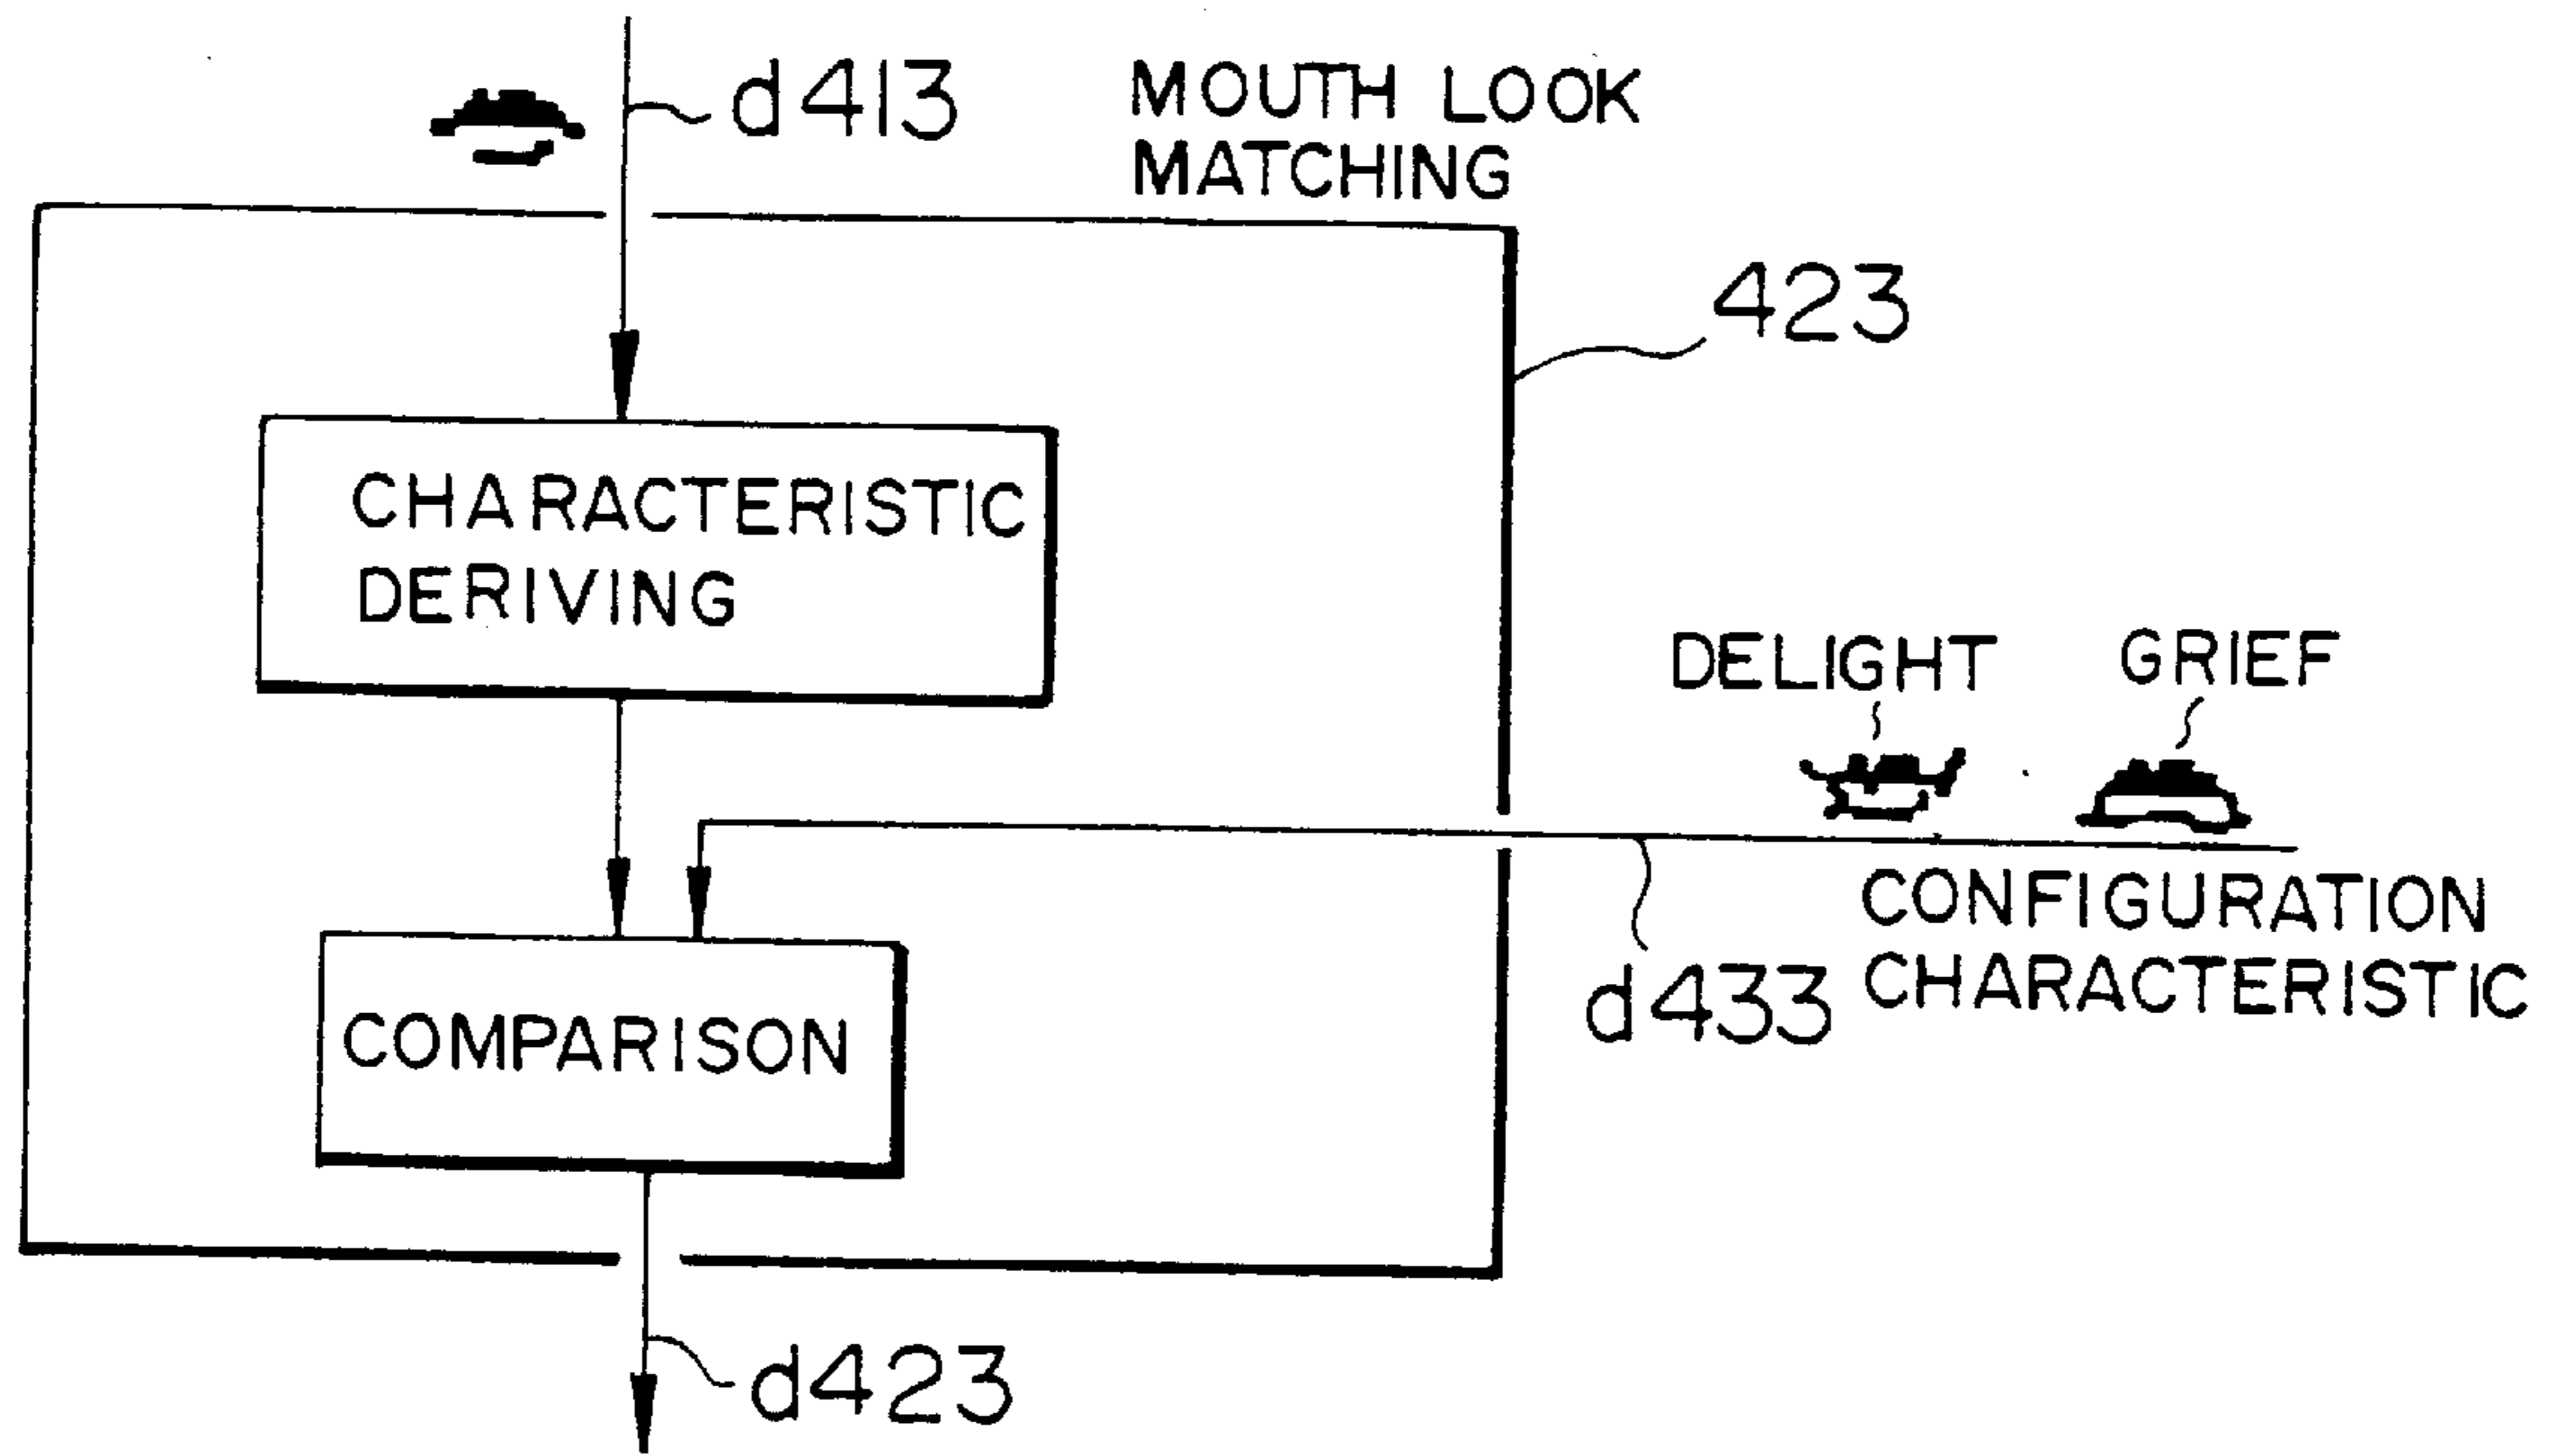 d413
MOUTH LOOK
MATCHING
423
CHARACTERISTIC
DERIVING
DELIGHT
GRIEF
CONFIGURATION
CHARACTERISTIC
d433
COMPARISON
d423